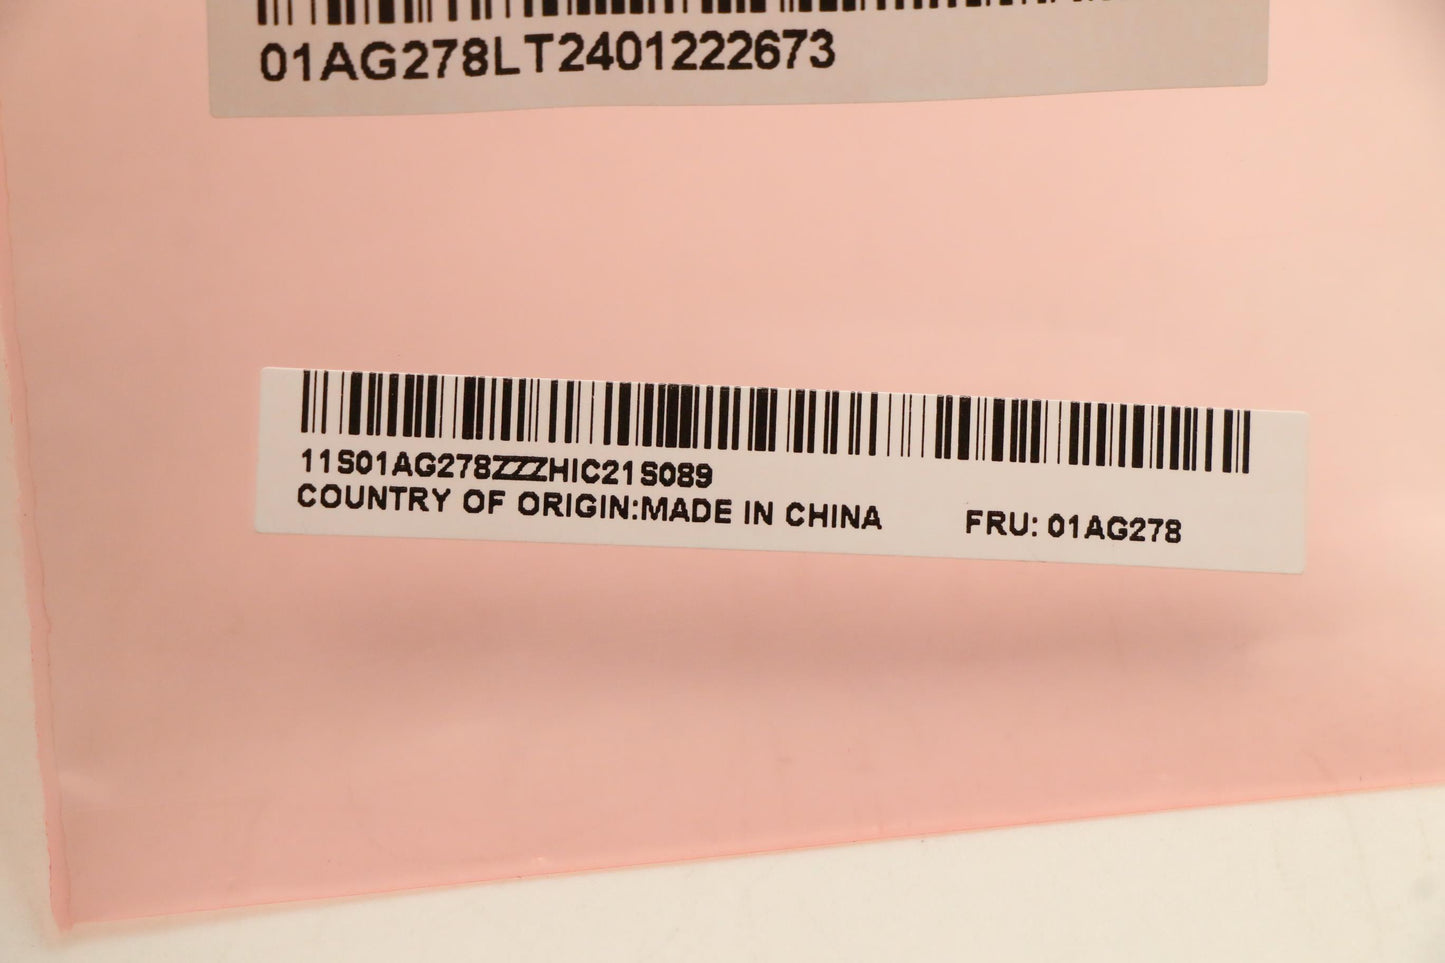 01AG278LT2401222673
11S01AG278ZZZHIC21S089
COUNTRY OF ORIGIN:MADE IN CHINA FRU: 01AG278